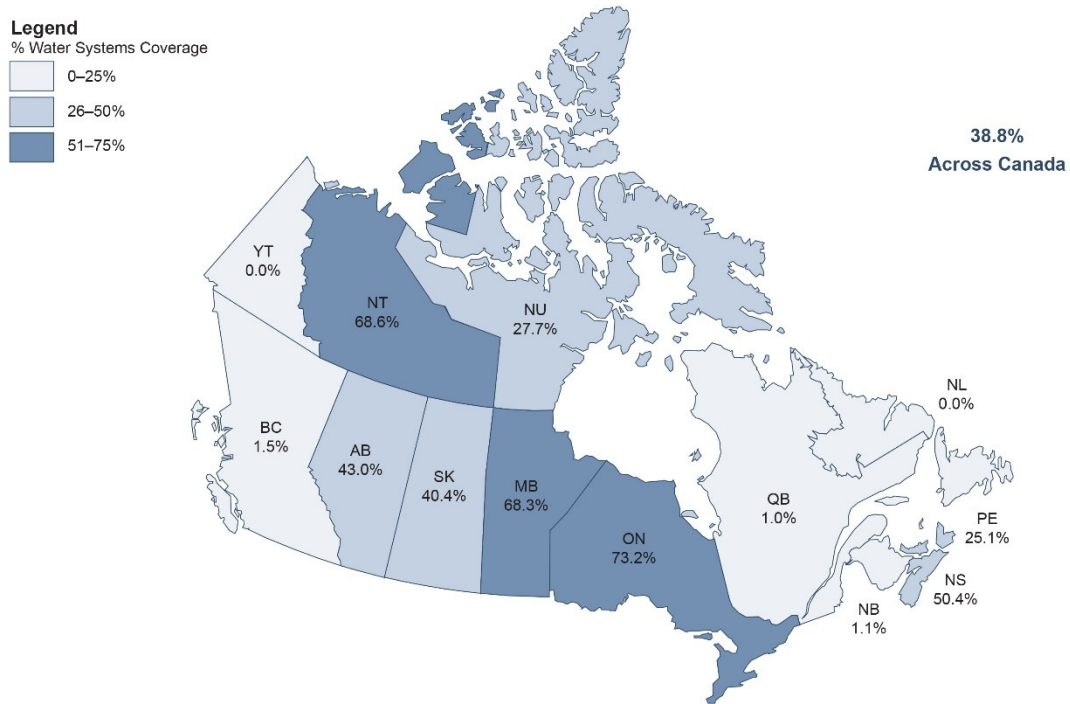 Legend
% Water Systems Coverage
0–25%
26–50%
51–75%
38.8%
Across Canada
YT
0.0%
NT
68.6%
NU
27.7%
NL
0.0%
BC
1.5%
AB
43.0%
SK
40.4%
MB
68.3%
QB
1.0%
PE
25.1%
ON
73.2%
NS
50.4%
NB
1.1%